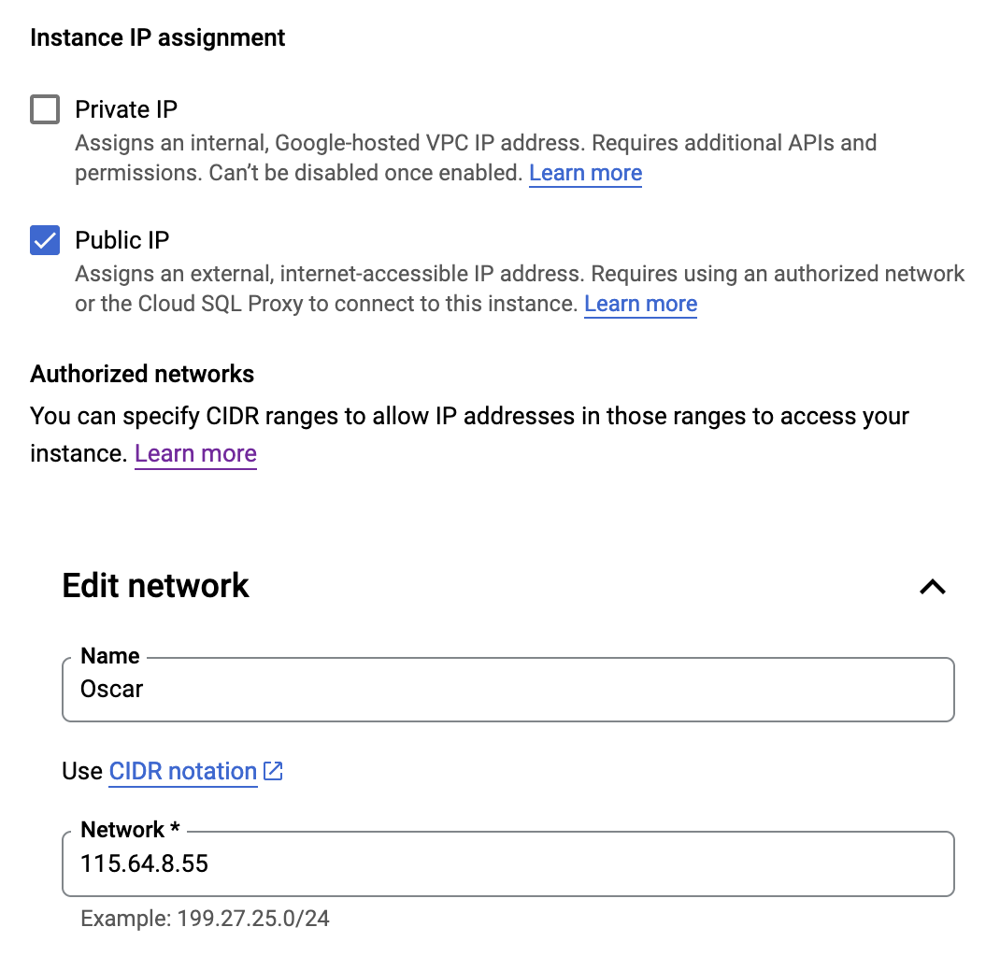 Instance IP assignment
Private IP
Assigns an internal, Google-hosted VPC IP address. Requires additional APIs and
permissions. Can’t be disabled once enabled. Learn more
Public IP
Assigns an external, internet-accessible IP address. Requires using an authorized network
or the Cloud SQL Proxy to connect to this instance. Learn more
Authorized networks
You can specify CIDR ranges to allow IP addresses in those ranges to access your
instance. Learn more
Edit network
Name
Oscar
Use CIDR notation
Network *
115.64.8.55
Example: 199.27.25.0/24